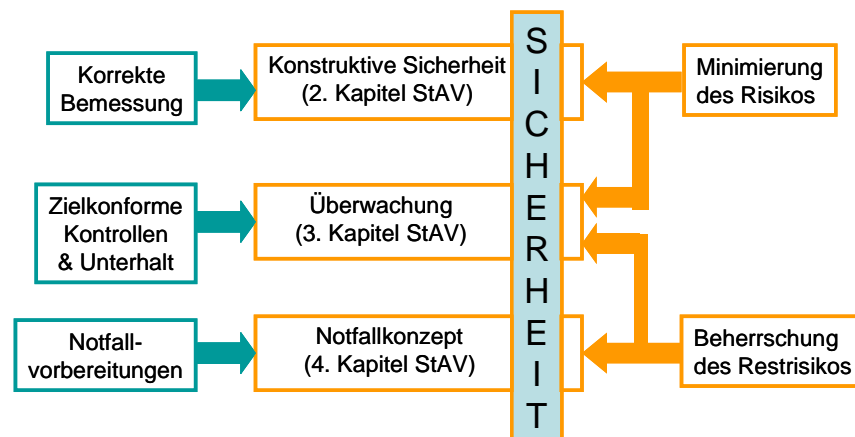 Korrekte
Bemessung
Konstruktive Sicherheit
(2. Kapitel StAV)
Minimierung
des Risikos
Zielkonforme
Kontrollen
& Unterhalt
Überwachung
(3. Kapitel StAV)
Notfall-
vorbereitungen
Notfallkonzept
(4. Kapitel StAV)
Beherrschung
des Restrisikos
S
I
C
H
E
R
H
E
I
T